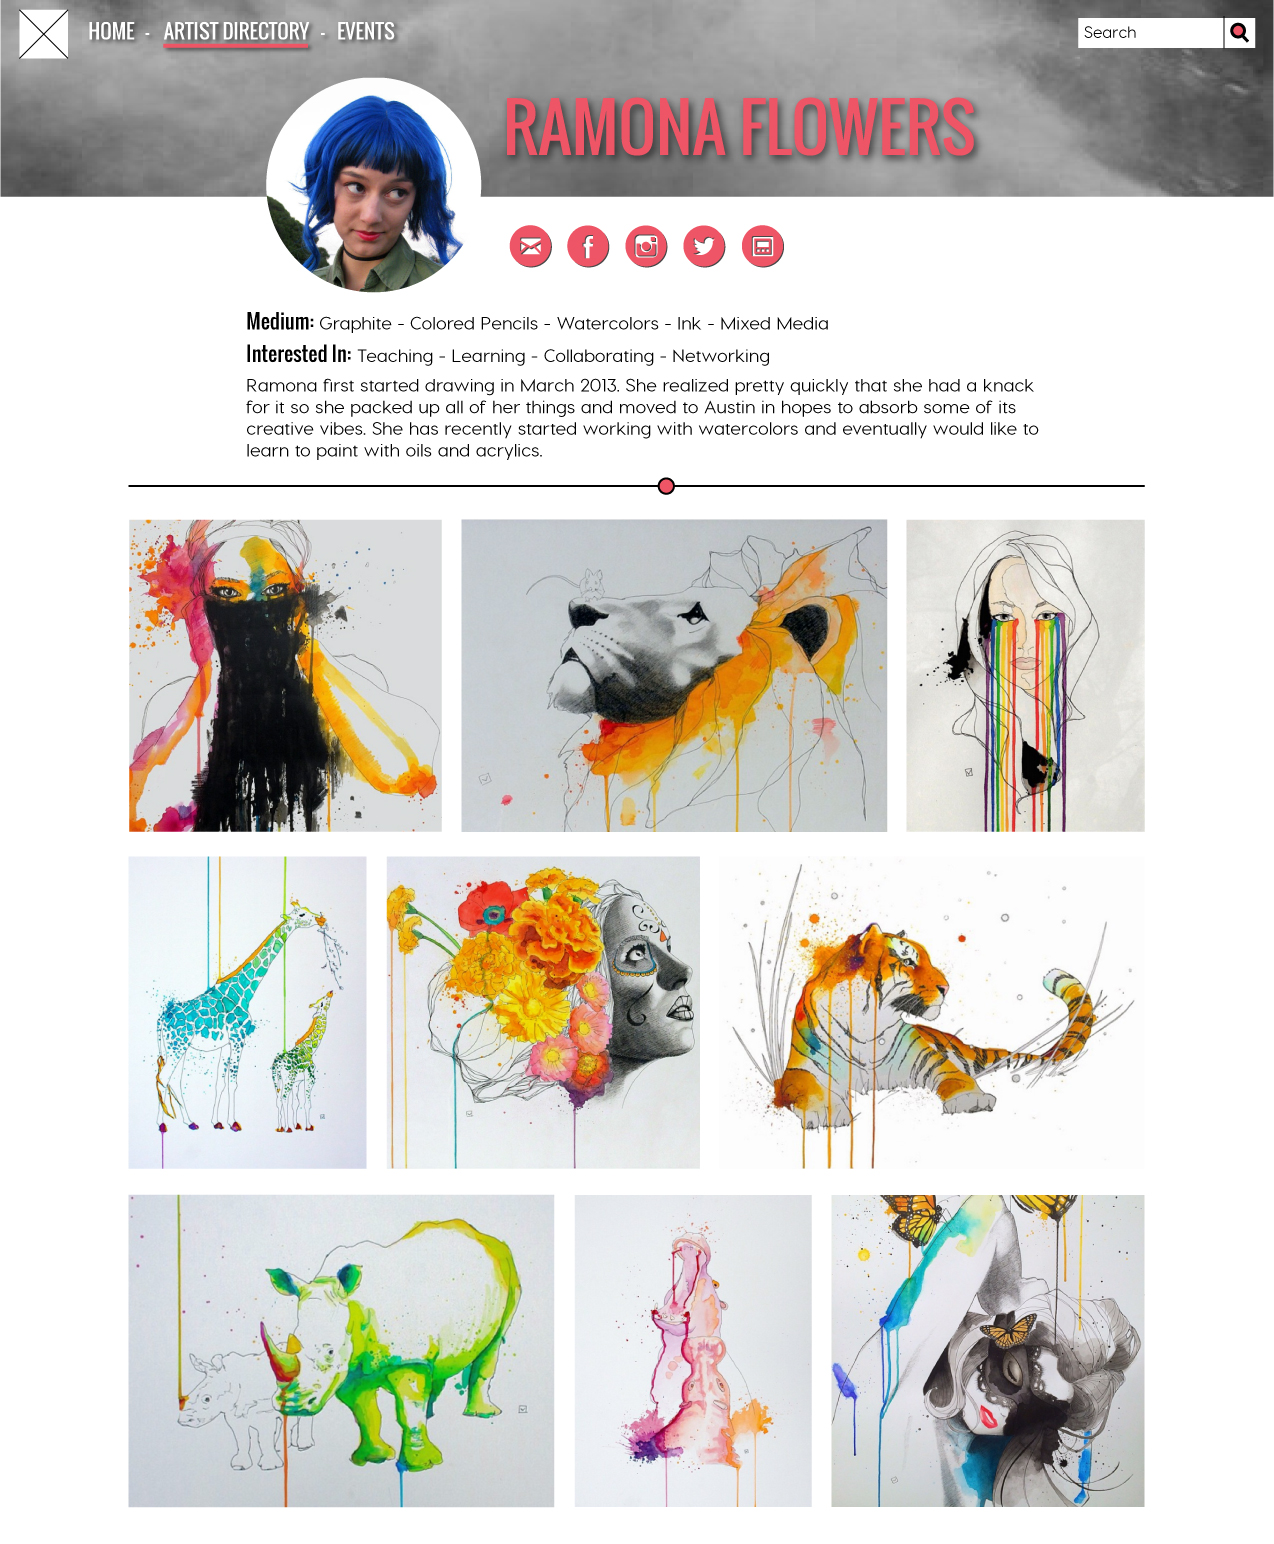 HOME - ARTIST DIRECTORY - EVENTS
Search
RAMONA FLOWERS
Medium: Graphite - Colored Pencils - Watercolors - Ink - Mixed Media
Interested In: Teaching - Learning - Collaborating - Networking
Ramona first started drawing in March 2013. She realized pretty quickly that she had a knack
for it so she packed up all of her things and moved to Austin in hopes to absorb some of its
creative vibes. She has recently started working with watercolors and eventually would like to
learn to paint with oils and acrylics.